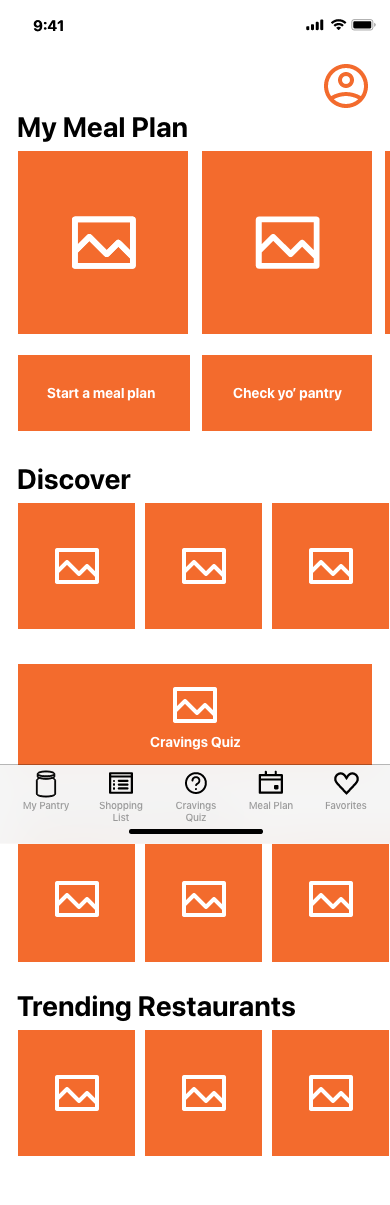 9:41
My Meal Plan
Start a meal plan
Check yo’ pantry
Discover
Cravings Quiz
My Pantry
Shopping
List
Cravings
Quiz
Meal Plan
Favorites
Trending Restaurants